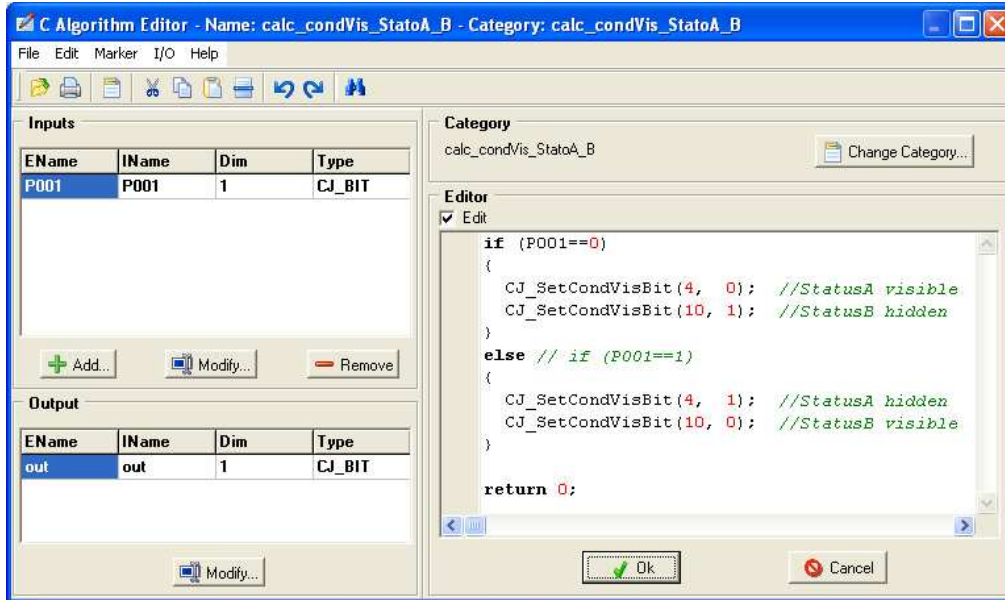 C Algorithm Editor - Name: calc_condVis_StatoA_B - Category: calc_condVis_StatoA_B
File Edit Marker I/O Help
Inputs
EName IName Dim Type
P001 P001 1 CJ_BIT
Add... Modify... Remove
Output
EName IName Dim Type
out out 1 CJ_BIT
Modify...
Category
calc_condVis_StatoA_B Change Category...
Editor
Edit
if (P001==0)
{
CJ_SetCondVisBit(4, 0); //StatusA visible
CJ_SetCondVisBit(10, 1); //StatusB hidden
}
else // if (P001==1)
{
CJ_SetCondVisBit(4, 1); //StatusA hidden
CJ_SetCondVisBit(10, 0); //StatusB visible
}
return 0;
Ok Cancel